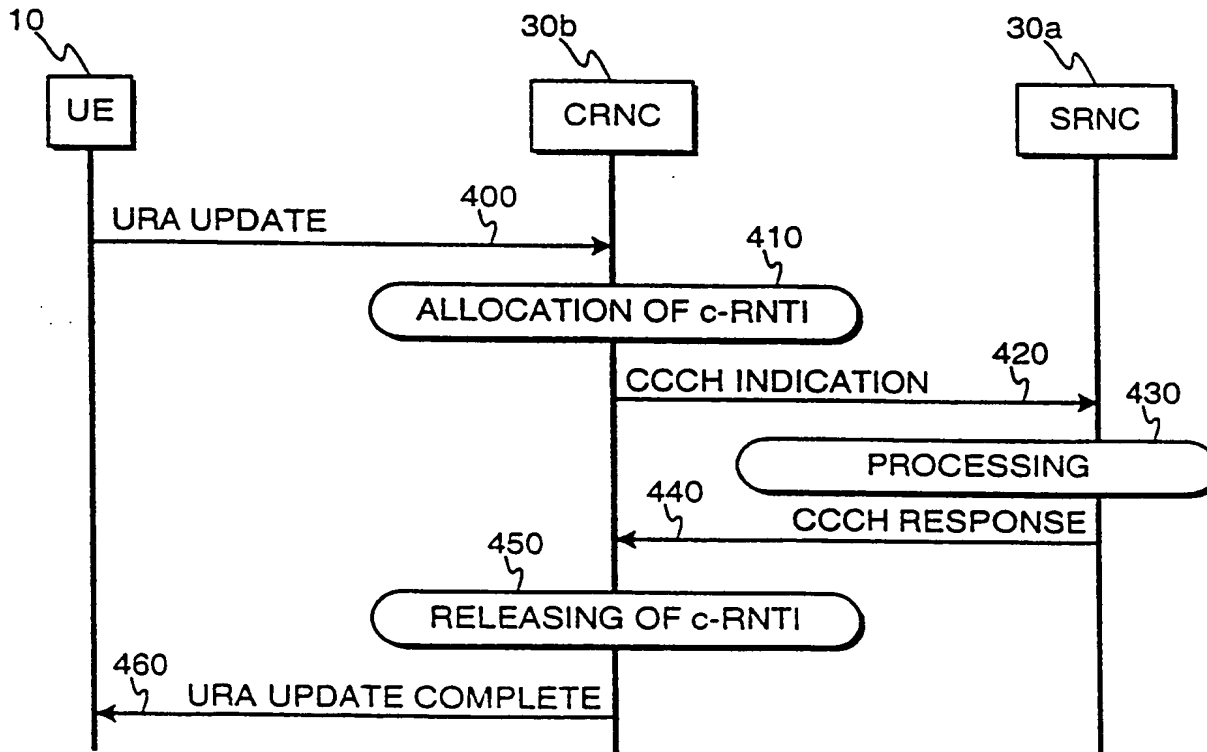 10
30b
30a
UE
CRNC
SRNC
URA UPDATE
400
410
ALLOCATION OF c-RNTI
CCCH INDICATION
420
430
PROCESSING
440
CCCH RESPONSE
450
RELEASING OF c-RNTI
460
URA UPDATE COMPLETE